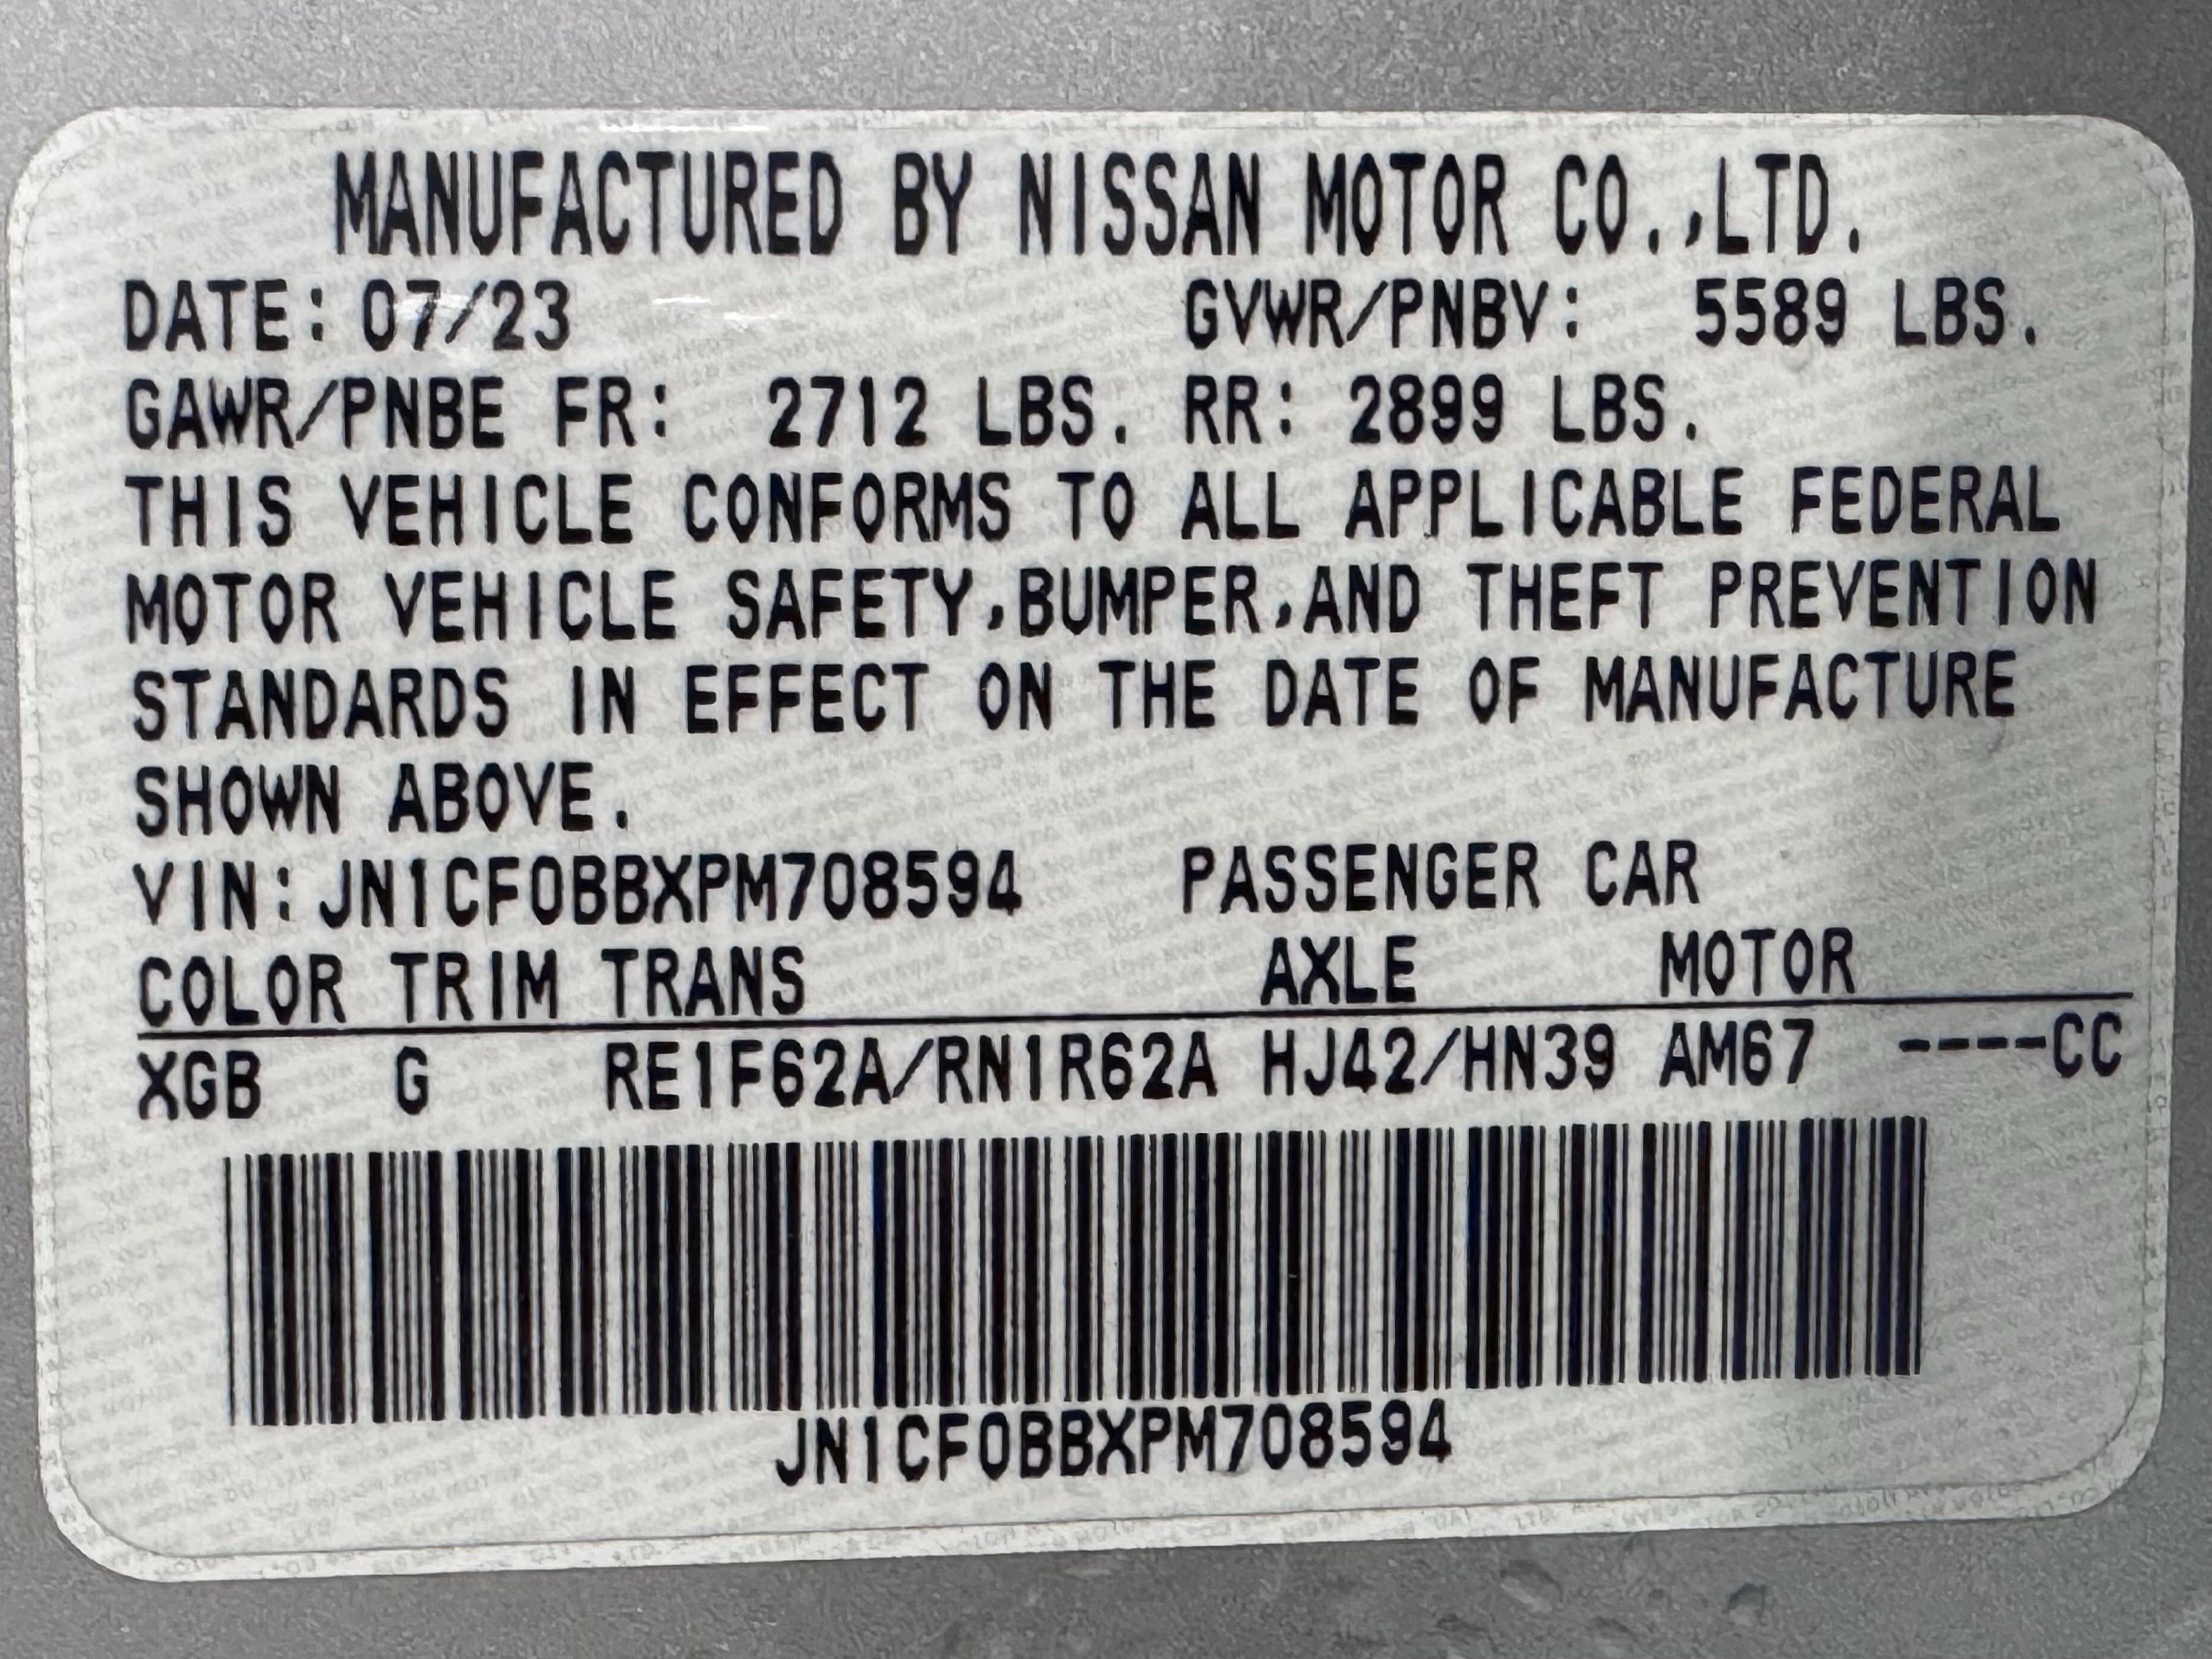 MANUFACTURED BY NISSAN MOTOR CO.,LTD.
DATE: 07/23 GVWR/PNBV: 5589 LBS.
GAWR/PNBE FR: 2712 LBS. RR: 2899 LBS.
THIS VEHICLE CONFORMS TO ALL APPLICABLE FEDERAL
MOTOR VEHICLE SAFETY,BUMPER,AND THEFT PREVENTION
STANDARDS IN EFFECT ON THE DATE OF MANUFACTURE
SHOWN ABOVE.
VIN:JN1CF0BBXPM708594 PASSENGER CAR
COLOR TRIM TRANS AXLE MOTOR
XGB G RE1F62A/RN1R62A HJ42/HN39 AM67 ----CC
JN1CF0BBXPM708594